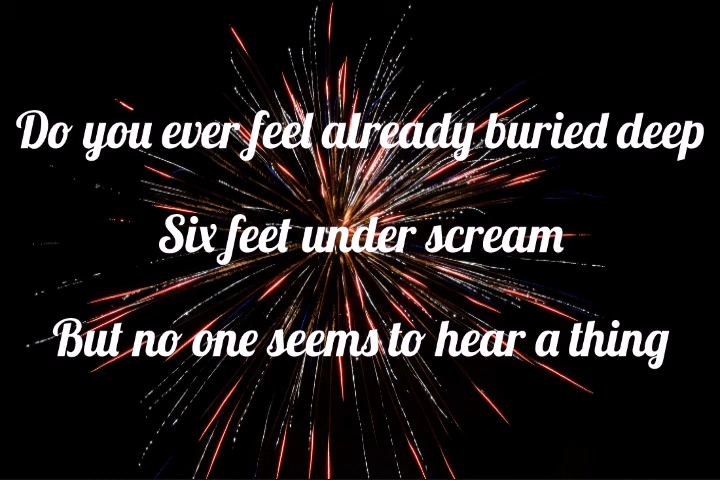 Do you ever feel already buried deep
Six feet under scream
But no one seems to hear a thing